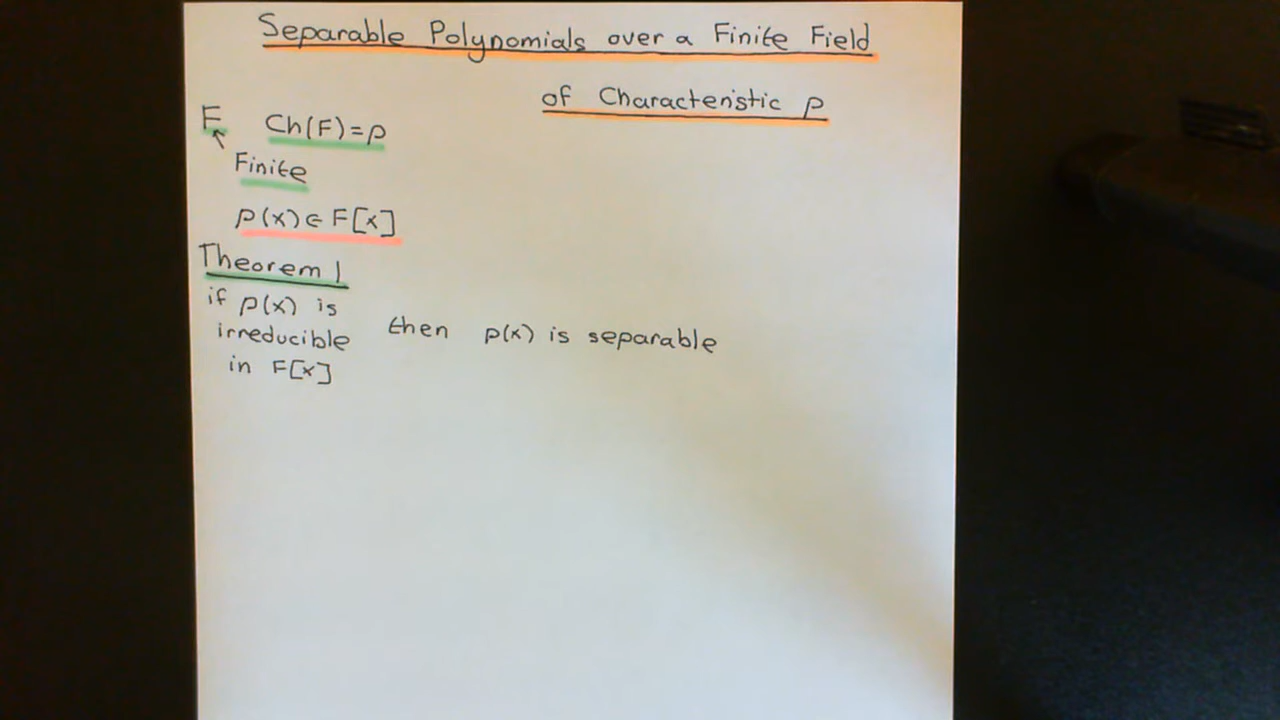 Separable Polynomials over a Finite Field
of Characteristic p
F Ch(F)=p
Finite
p(x)∈F[x]
Theorem 1
if p(x) is
irreducible then p(x) is separable
in F[x]